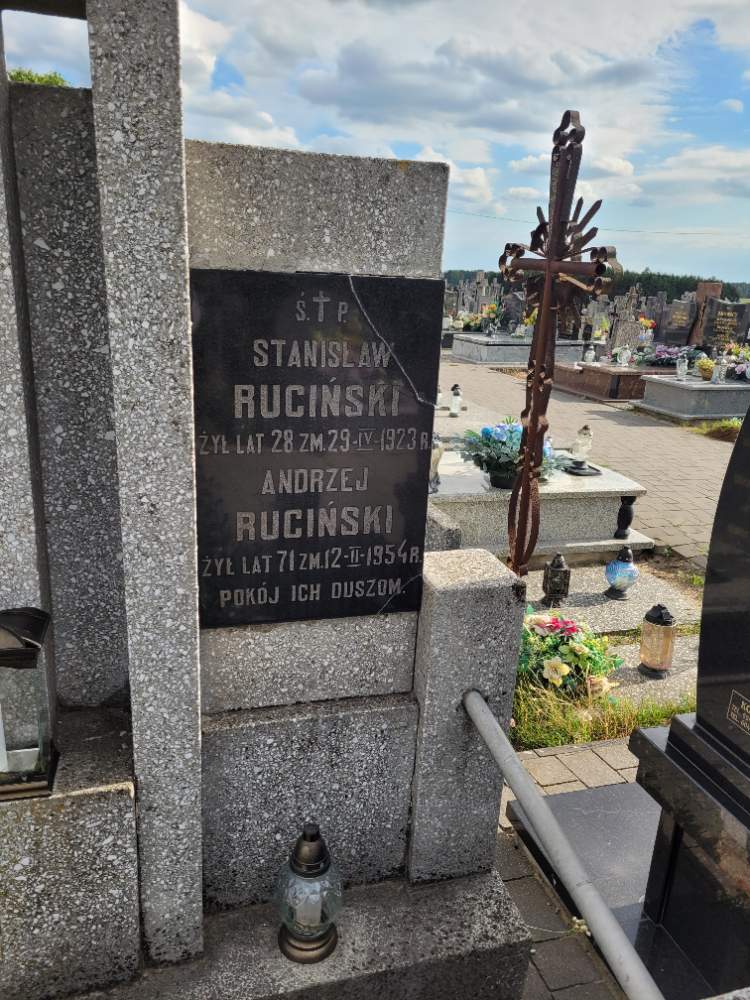 Ś.†P.
STANISŁAW
RUCIŃSKI
ŻYŁ LAT 28 ZM.29-IV-1923 R.
ANDRZEJ
RUCIŃSKI
ŻYŁ LAT 71 ZM.12-II-1954 R.
POKÓJ ICH DUSZOM.